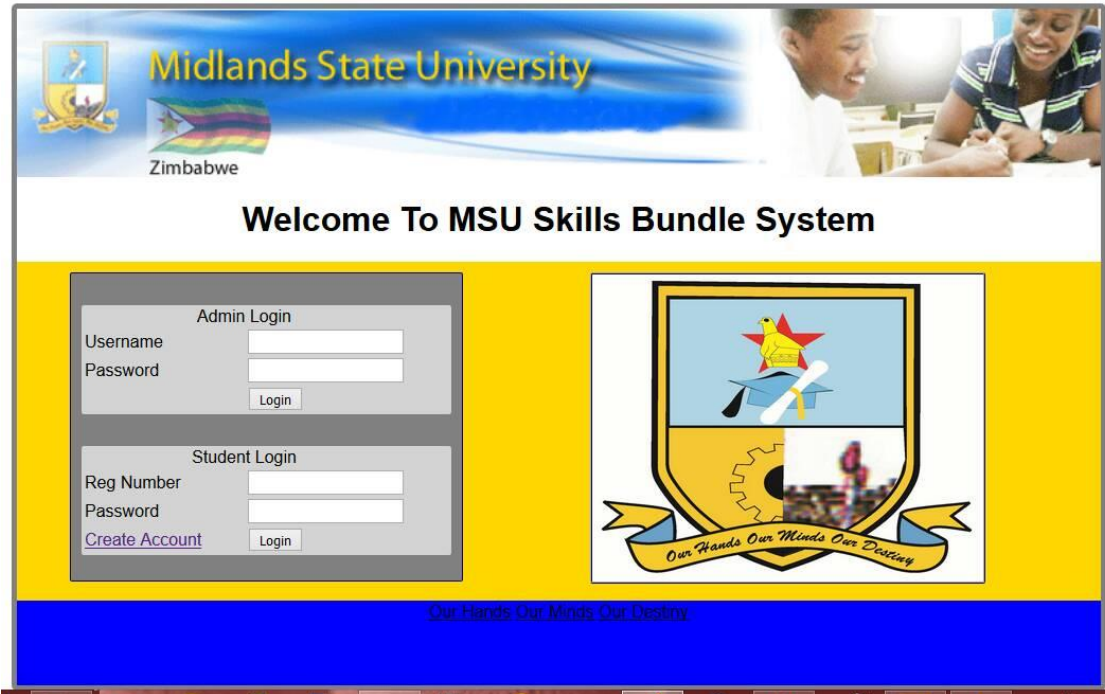 Midlands State University
Zimbabwe
Welcome To MSU Skills Bundle System
Admin Login
Username
Password
Login
Student Login
Reg Number
Password
Create Account
Login
Our Hands Our Minds Our Destiny
Our Hands Our Minds Our Destiny